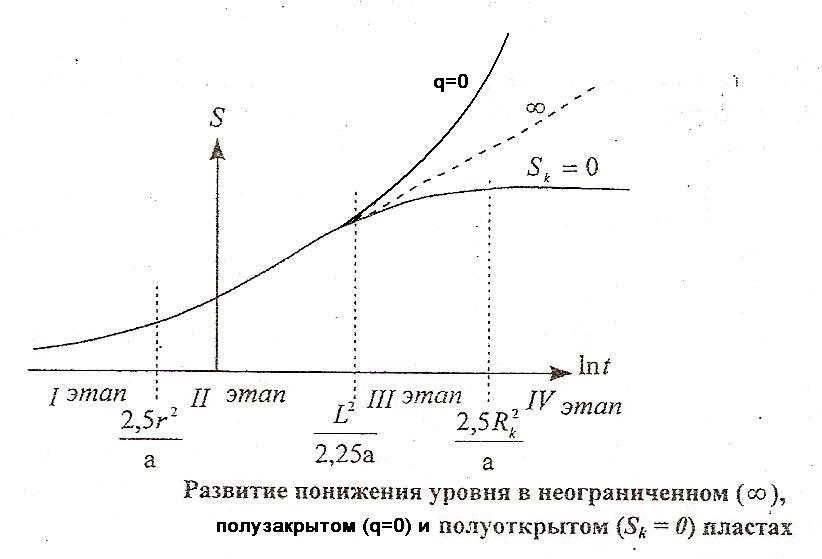 q=0
∞
S
S_k = 0
ln t
I этап II этап III этап IV этап
2,5r²
a
L²
2,25a
2,5R_k²
a
Развитие понижения уровня в неограниченном (∞),
полузакрытом (q=0) и полуоткрытом (S_k = 0) пластах